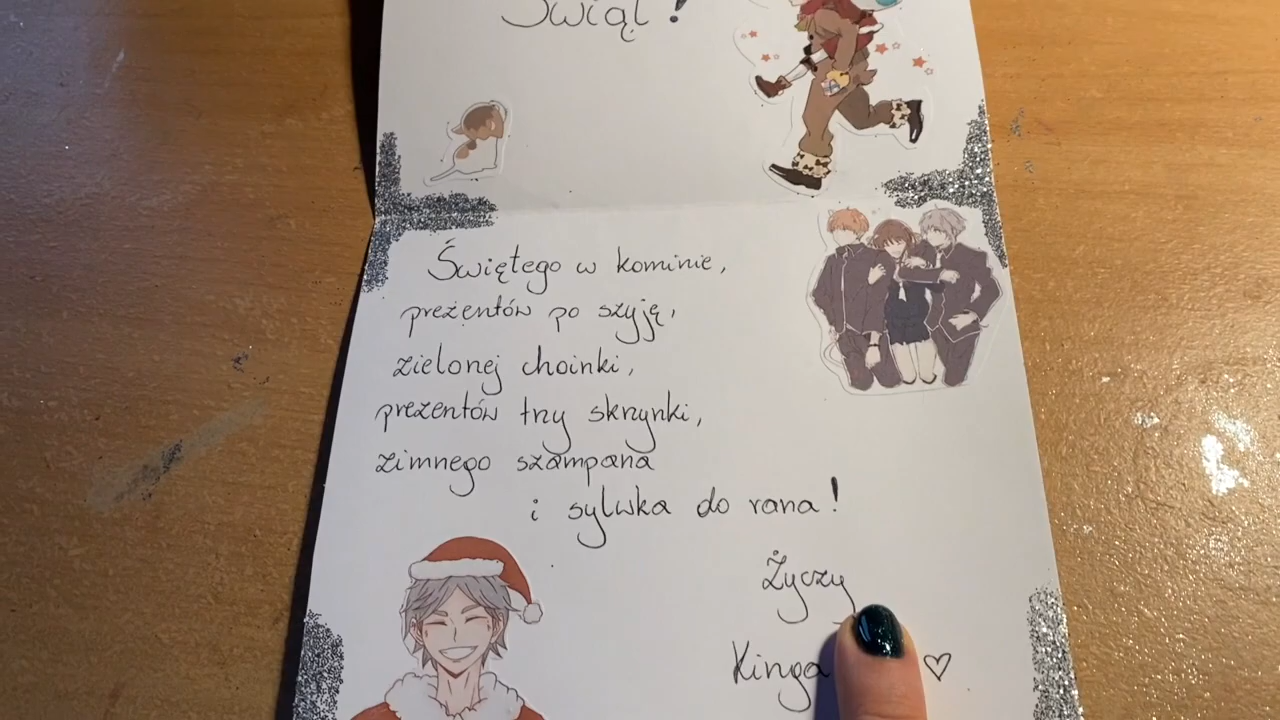 Świąt!
Świętego w kominie,
prezentów po szyję,
zielonej choinki,
prezentów trzy skrzynki,
zimnego szampana
i sylwka do rana!
Życzy
Kinga ♡